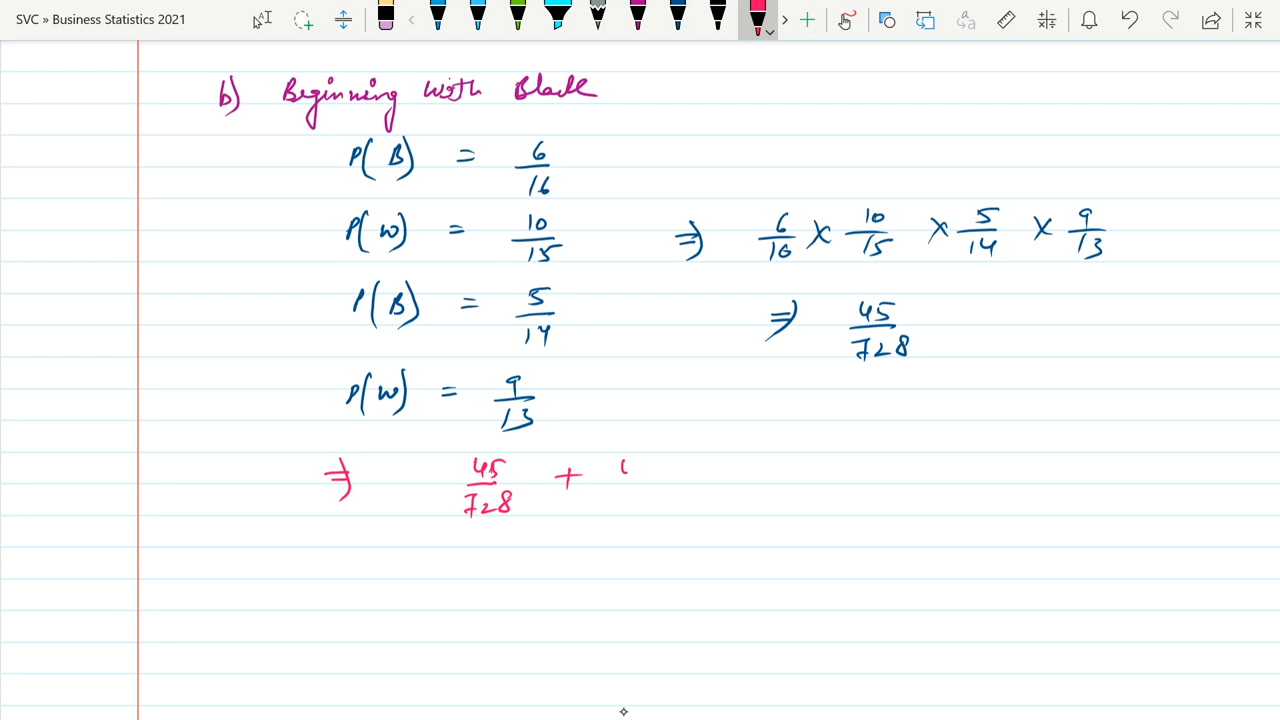 SVC » Business Statistics 2021
b) Beginning with Black
P(B) = 6/16
P(W) = 10/15 ⇒ 6/16 × 10/15 × 5/14 × 9/13
P(B) = 5/14 ⇒ 45/728
P(W) = 9/13
⇒ 45/728 +